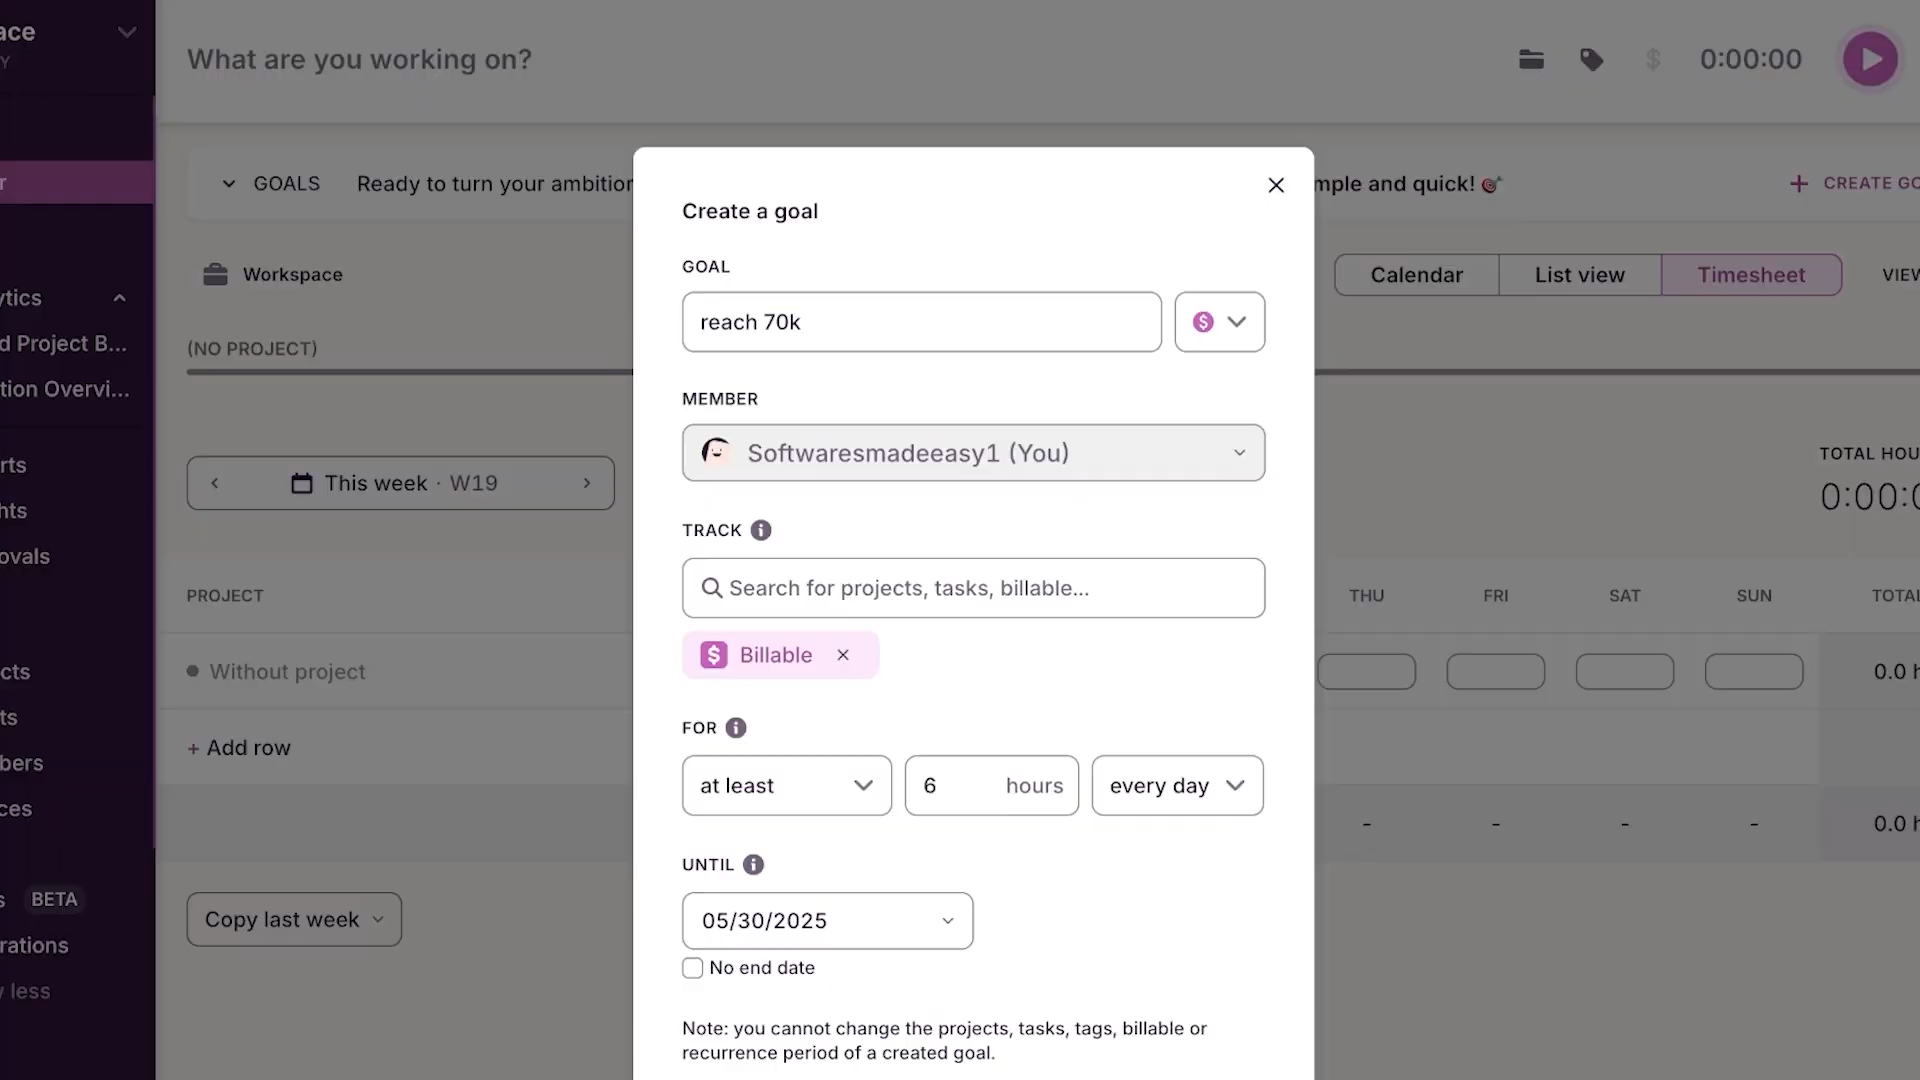 ace
Y
What are you working on?
0:00:00
r
GOALS
Ready to turn your ambition
mple and quick!
+ CREATE GO
Workspace
Calendar
List view
Timesheet
VIEW
ytics
d Project B...
tion Overvi...
(NO PROJECT)
This week · W19
TOTAL HOU
0:00:0
rts
hts
ovals
PROJECT
THU
FRI
SAT
SUN
TOTAL
Without project
0.0 h
+ Add row
- - - -
0.0 h
cts
ts
bers
ces
s BETA
rations
y less
Copy last week
Create a goal
GOAL
reach 70k
MEMBER
Softwaresmadeeasy1 (You)
TRACK
Search for projects, tasks, billable...
$ Billable
FOR
at least
6 hours
every day
UNTIL
05/30/2025
No end date
Note: you cannot change the projects, tasks, tags, billable or
recurrence period of a created goal.